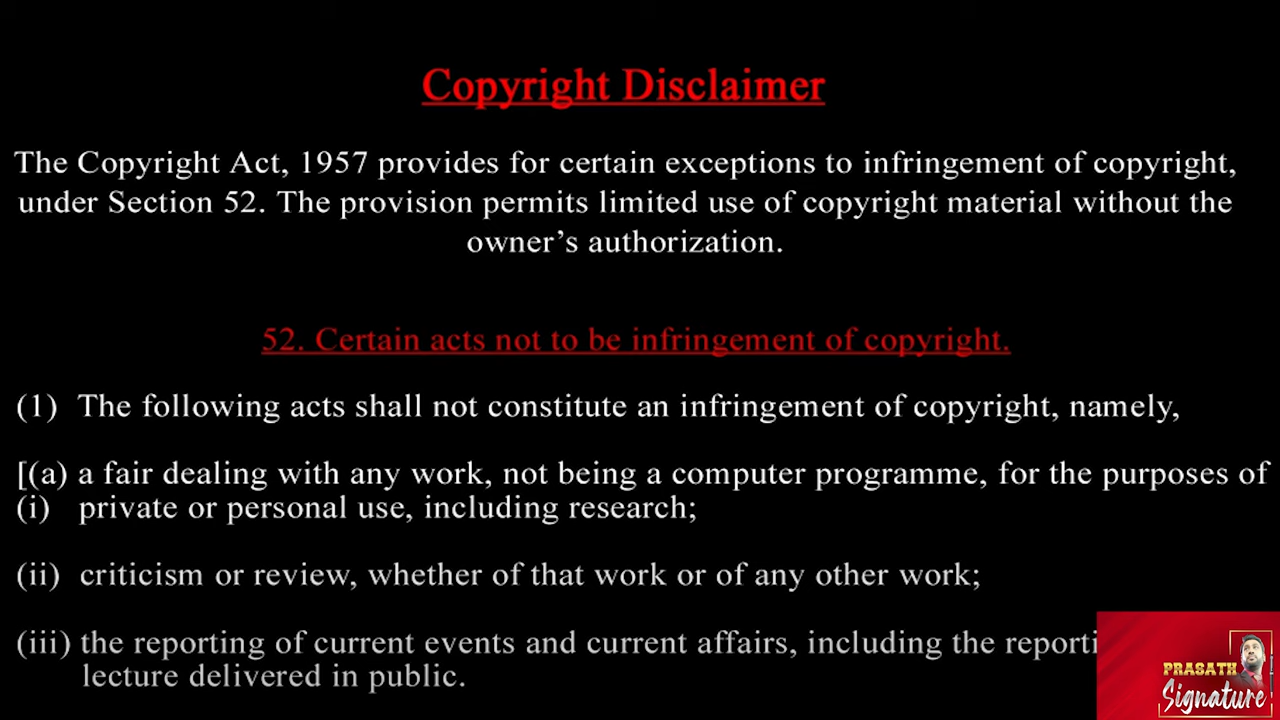 Copyright Disclaimer
The Copyright Act, 1957 provides for certain exceptions to infringement of copyright,
under Section 52. The provision permits limited use of copyright material without the
owner’s authorization.
52. Certain acts not to be infringement of copyright.
(1) The following acts shall not constitute an infringement of copyright, namely,
[(a) a fair dealing with any work, not being a computer programme, for the purposes of
(i) private or personal use, including research;
(ii) criticism or review, whether of that work or of any other work;
(iii) the reporting of current events and current affairs, including the
lecture delivered in public.
PRASATH
Signature